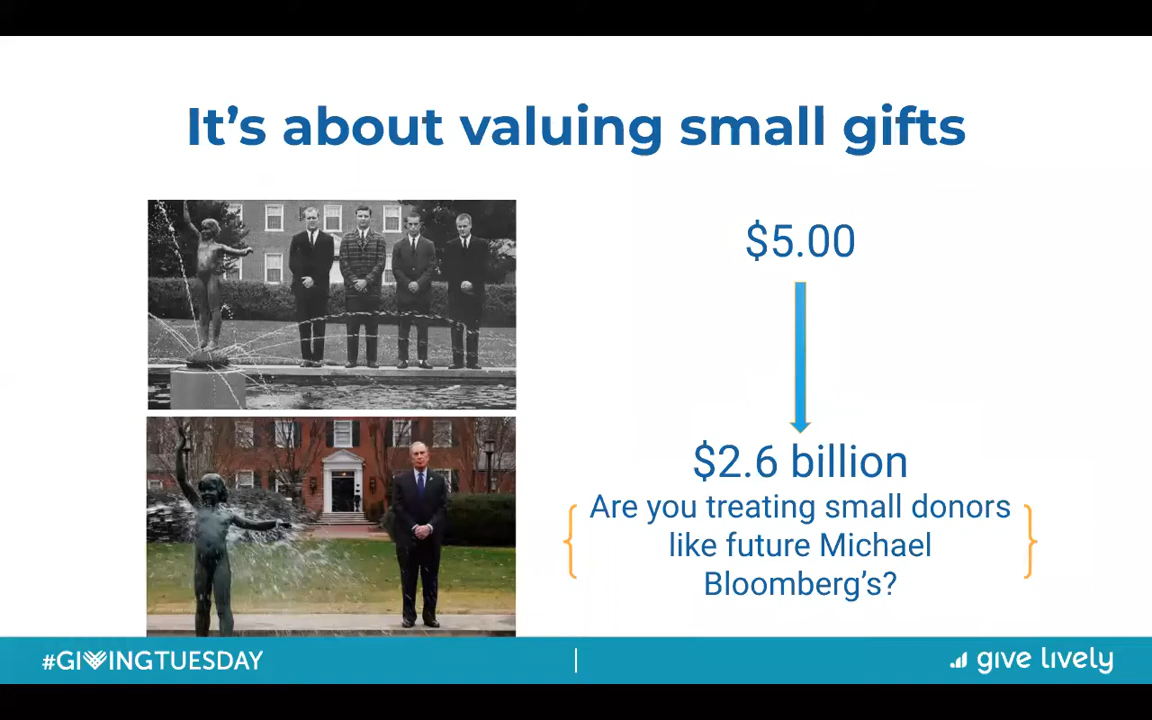 It's about valuing small gifts
$5.00
$2.6 billion
Are you treating small donors
like future Michael
Bloomberg's?
#GIVINGTUESDAY
give lively